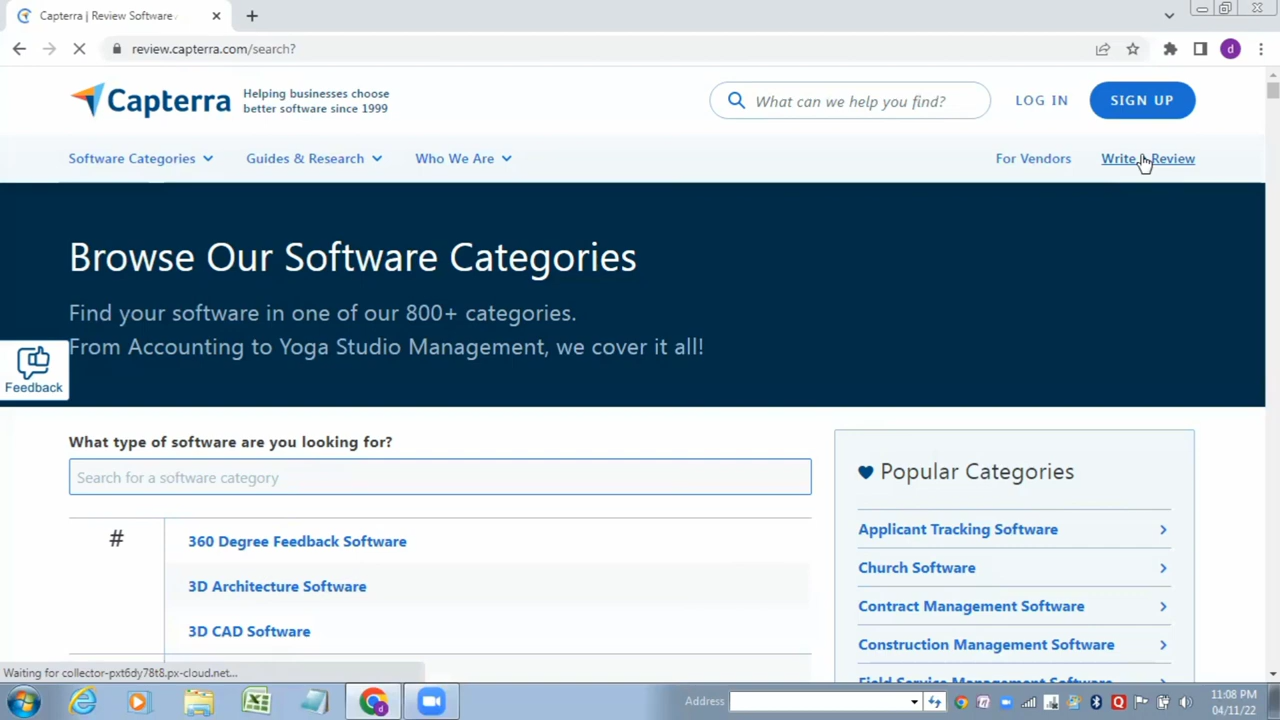 Capterra | Review Software
review.capterra.com/search?
d
Capterra
Helping businesses choose
better software since 1999
What can we help you find?
LOG IN
SIGN UP
Software Categories
Guides & Research
Who We Are
For Vendors
Write Review
Browse Our Software Categories
Find your software in one of our 800+ categories.
From Accounting to Yoga Studio Management, we cover it all!
Feedback
What type of software are you looking for?
Search for a software category
#
360 Degree Feedback Software
3D Architecture Software
3D CAD Software
Popular Categories
Applicant Tracking Software
Church Software
Contract Management Software
Construction Management Software
Field Service Management Software
Waiting for collector-pxt6dy78t8.px-cloud.net...
Address
11:08 PM
04/11/22